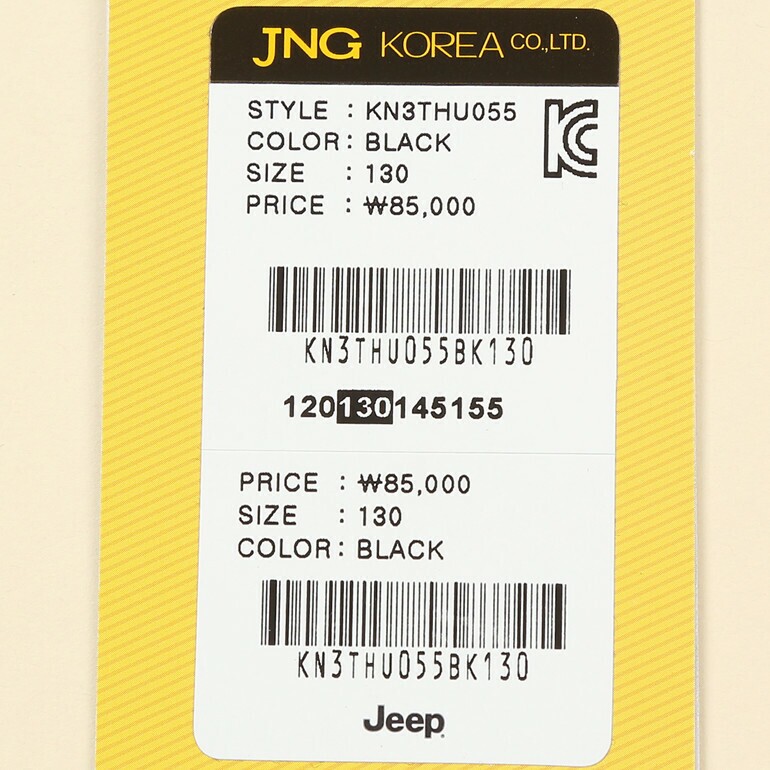 JNG KOREA CO.,LTD.
STYLE : KN3THU055
COLOR: BLACK
SIZE : 130
PRICE : ₩85,000
KN3THU055BK130
120130145155
PRICE : ₩85,000
SIZE : 130
COLOR: BLACK
KN3THU055BK130
Jeep